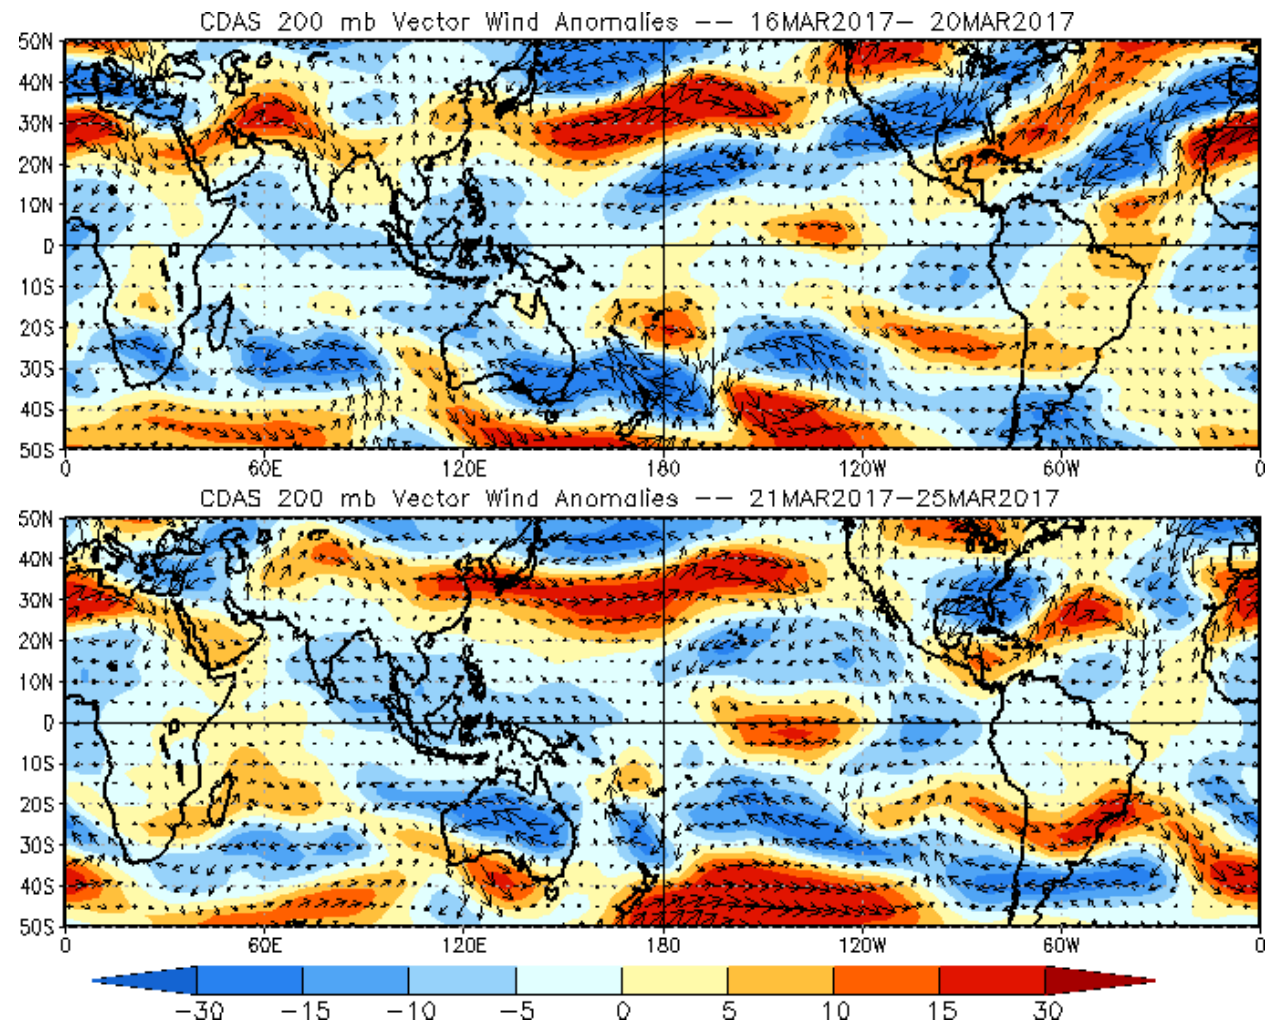 CDAS 200 mb Vector Wind Anomalies -- 16MAR2017- 20MAR2017
50N
40N
30N
20N
10N
0
10S
20S
30S
40S
50S
0 60E 120E 180 120W 60W 0
CDAS 200 mb Vector Wind Anomalies -- 21MAR2017-25MAR2017
50N
40N
30N
20N
10N
0
10S
20S
30S
40S
50S
0 60E 120E 180 120W 60W 0
-30 -15 -10 -5 0 5 10 15 30